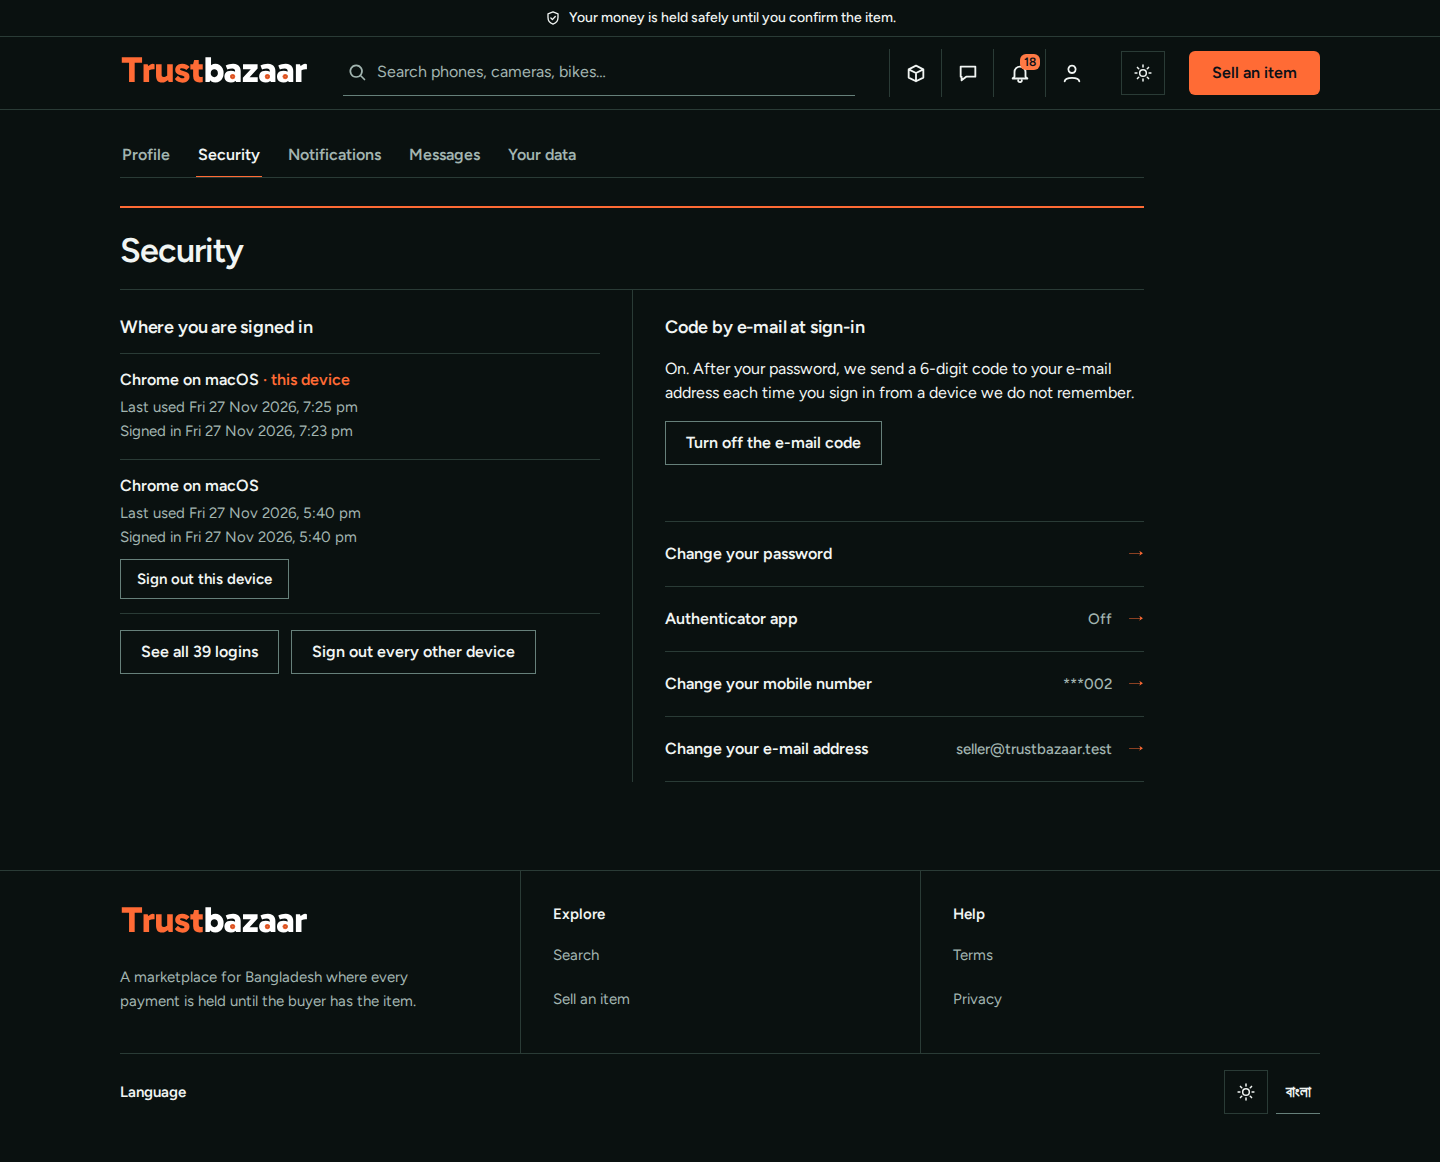 Your money is held safely until you confirm the item.
Trustbazaar
Search phones, cameras, bikes...
18
Sell an item
Profile
Security
Notifications
Messages
Your data
Security
Where you are signed in
Chrome on macOS · this device
Last used Fri 27 Nov 2026, 7:25 pm
Signed in Fri 27 Nov 2026, 7:23 pm
Chrome on macOS
Last used Fri 27 Nov 2026, 5:40 pm
Signed in Fri 27 Nov 2026, 5:40 pm
Sign out this device
See all 39 logins
Sign out every other device
Code by e-mail at sign-in
On. After your password, we send a 6-digit code to your e-mail
address each time you sign in from a device we do not remember.
Turn off the e-mail code
Change your password →
Authenticator app Off →
Change your mobile number ***002 →
Change your e-mail address seller@trustbazaar.test →
Trustbazaar
A marketplace for Bangladesh where every
payment is held until the buyer has the item.
Explore
Search
Sell an item
Help
Terms
Privacy
Language
বাংলা